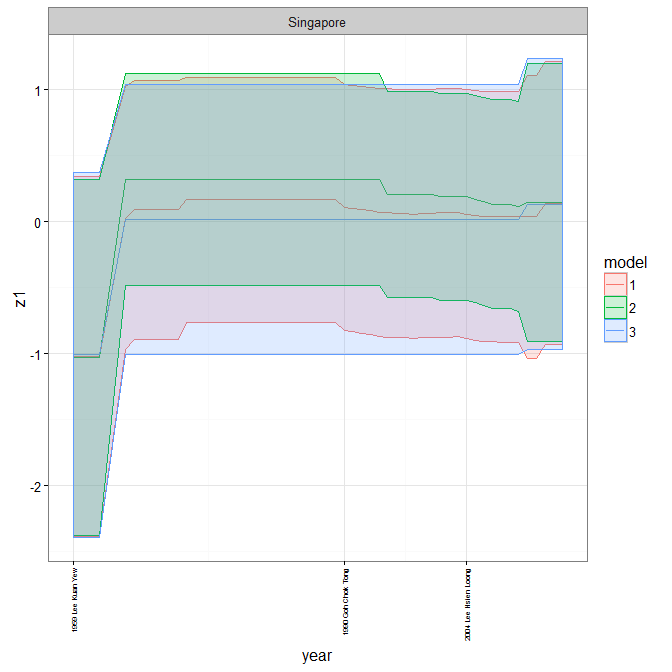 Singapore
1
0
-1
-2
z1
1959 Lee Kuan Yew
1990 Goh Chok Tong
2004 Lee Hsien Loong
year
model
1
2
3